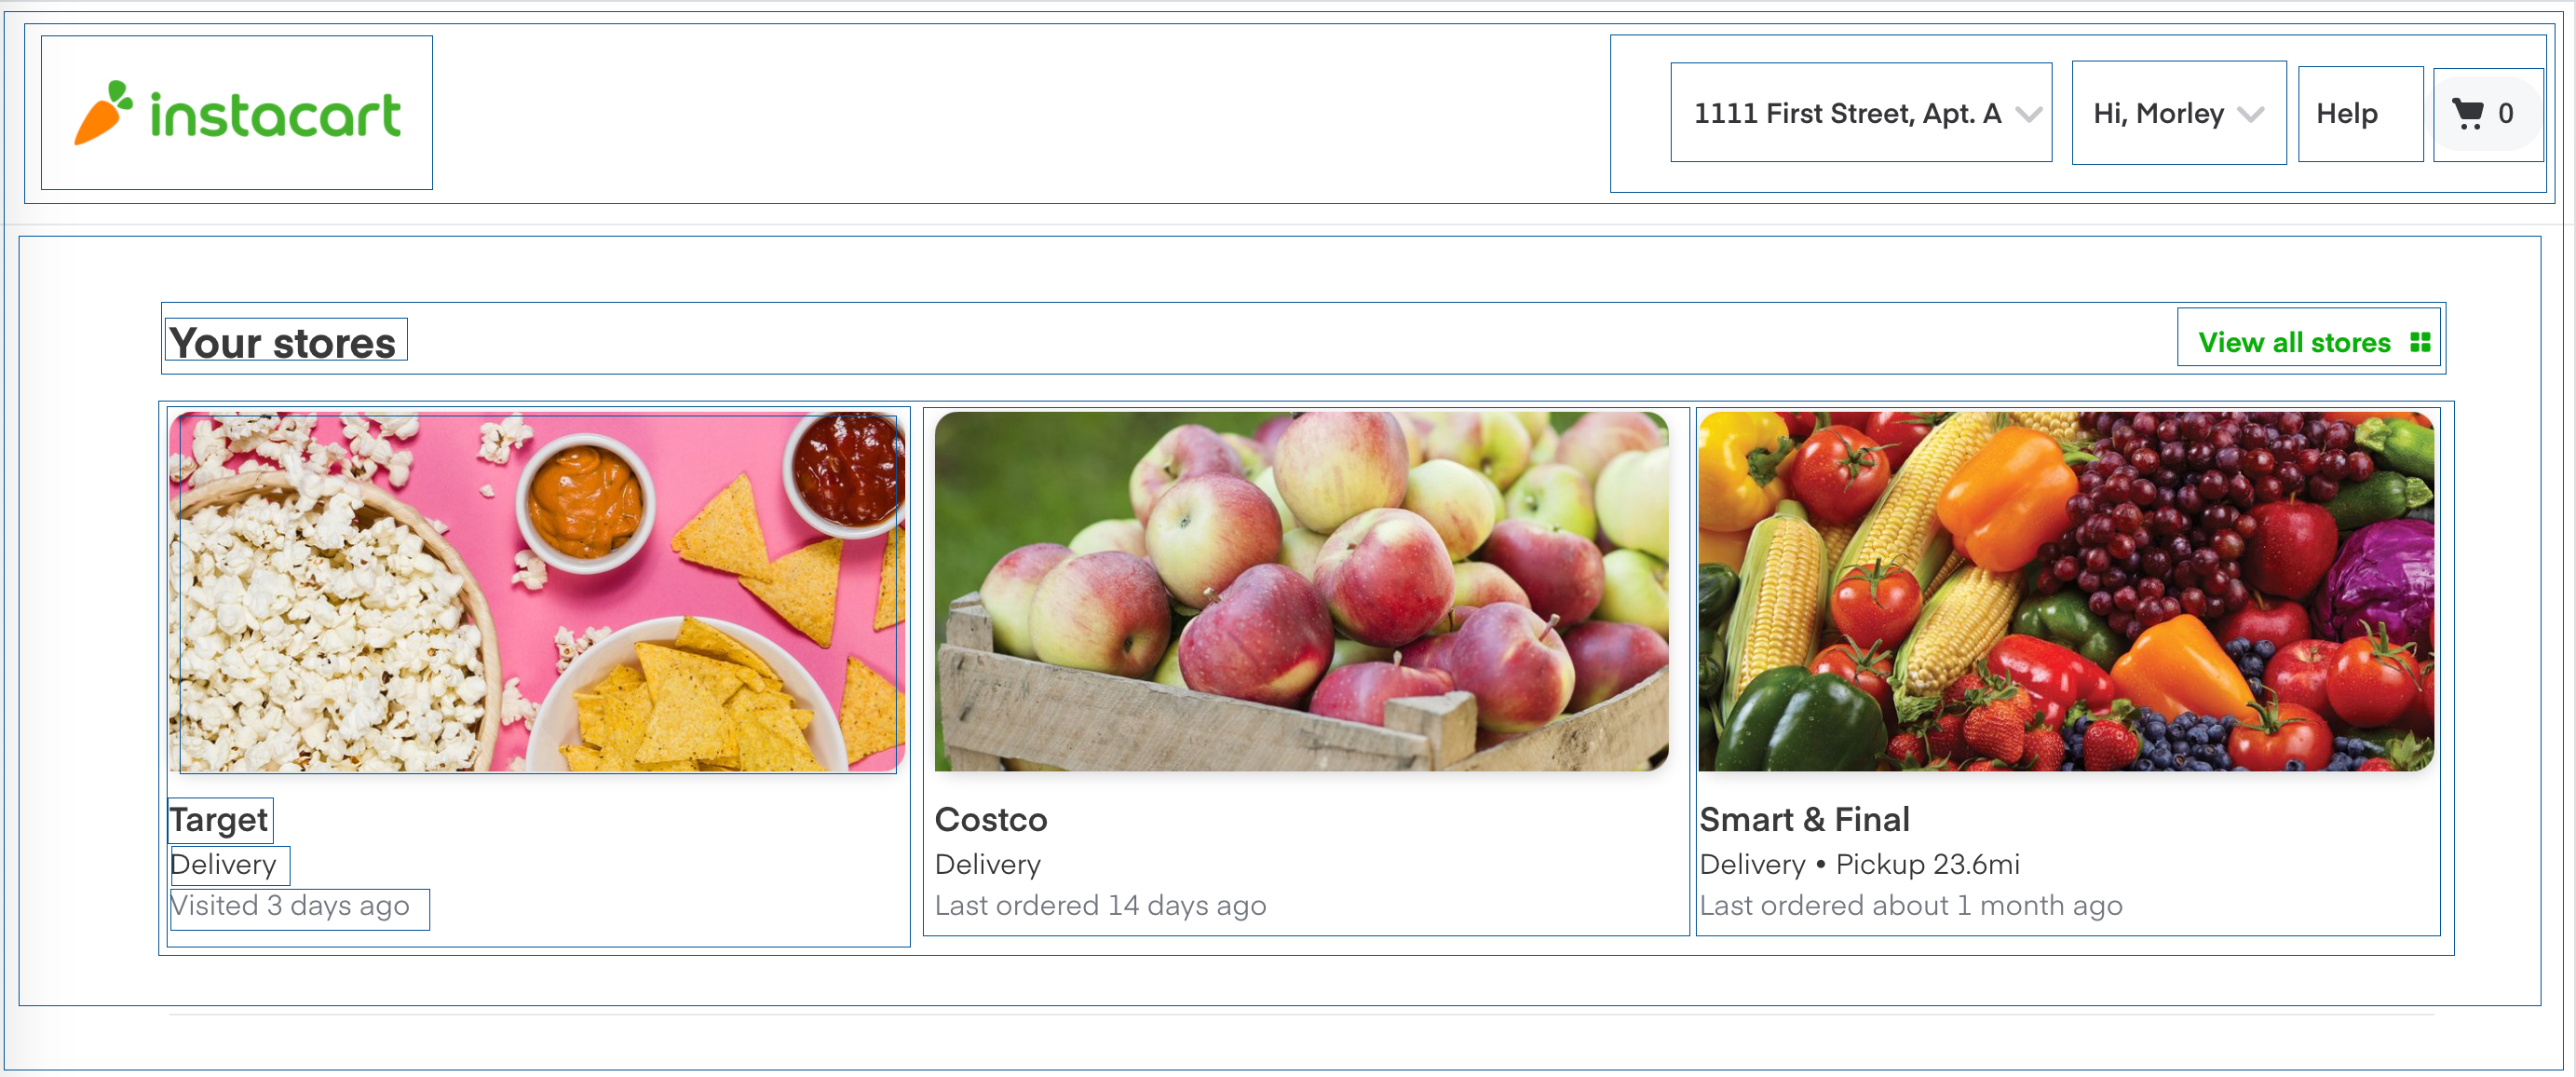 instacart
1111 First Street, Apt. A
Hi, Morley
Help
0
Your stores
View all stores
Target
Delivery
Visited 3 days ago
Costco
Delivery
Last ordered 14 days ago
Smart & Final
Delivery • Pickup 23.6mi
Last ordered about 1 month ago